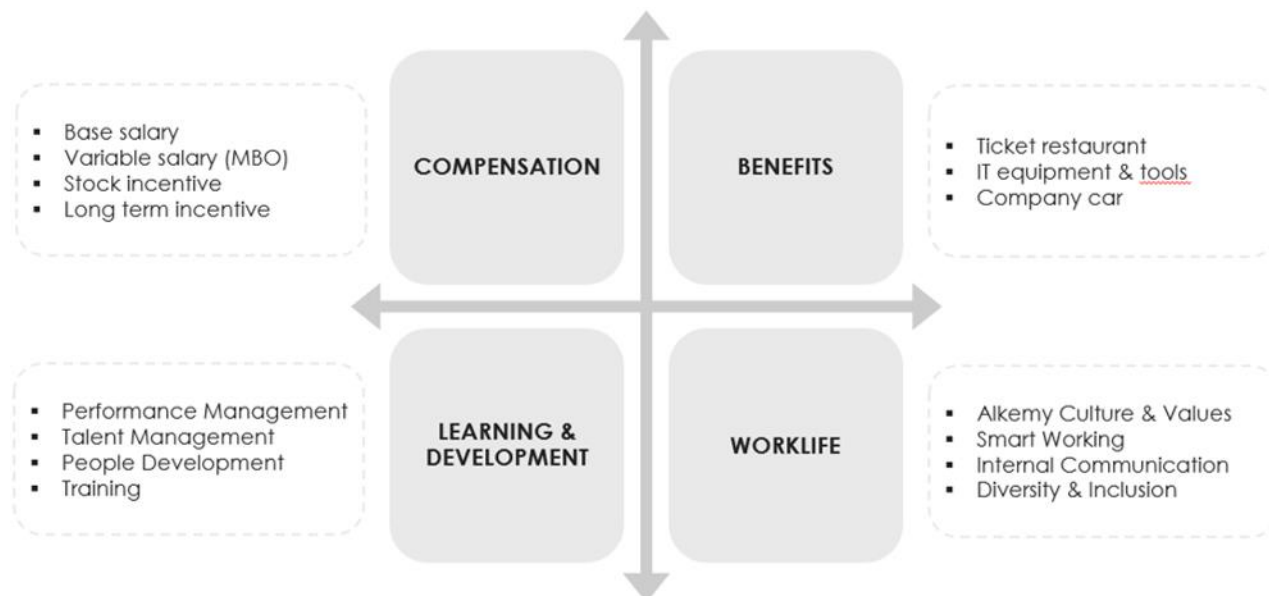 ▪ Base salary
▪ Variable salary (MBO)
▪ Stock incentive
▪ Long term incentive
COMPENSATION
BENEFITS
▪ Ticket restaurant
▪ IT equipment & tools
▪ Company car
▪ Performance Management
▪ Talent Management
▪ People Development
▪ Training
LEARNING &
DEVELOPMENT
WORKLIFE
▪ Alkemy Culture & Values
▪ Smart Working
▪ Internal Communication
▪ Diversity & Inclusion